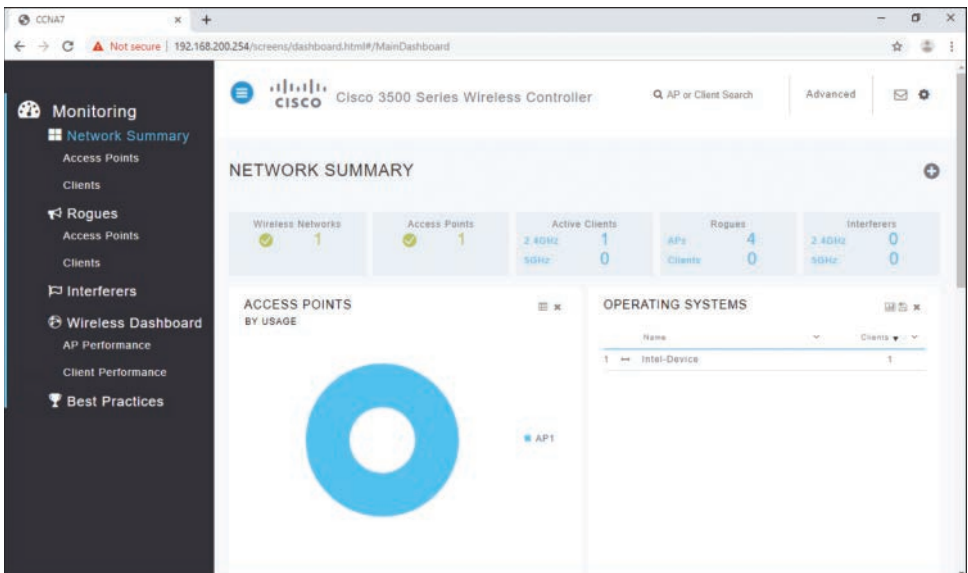 CCNA7
Not secure | 192.168.200.254/screens/dashboard.html#/MainDashboard
Monitoring
Network Summary
Access Points
Clients
Rogues
Access Points
Clients
Interferers
Wireless Dashboard
AP Performance
Client Performance
Best Practices
CISCO Cisco 3500 Series Wireless Controller
AP or Client Search
Advanced
NETWORK SUMMARY
Wireless Networks
1
Access Points
1
Active Clients
2.4GHz 1
5GHz 0
Rogues
APs 4
Clients 0
Interferers
2.4GHz 0
5GHz 0
ACCESS POINTS
BY USAGE
AP1
OPERATING SYSTEMS
Name Clients
1 Intel-Device 1